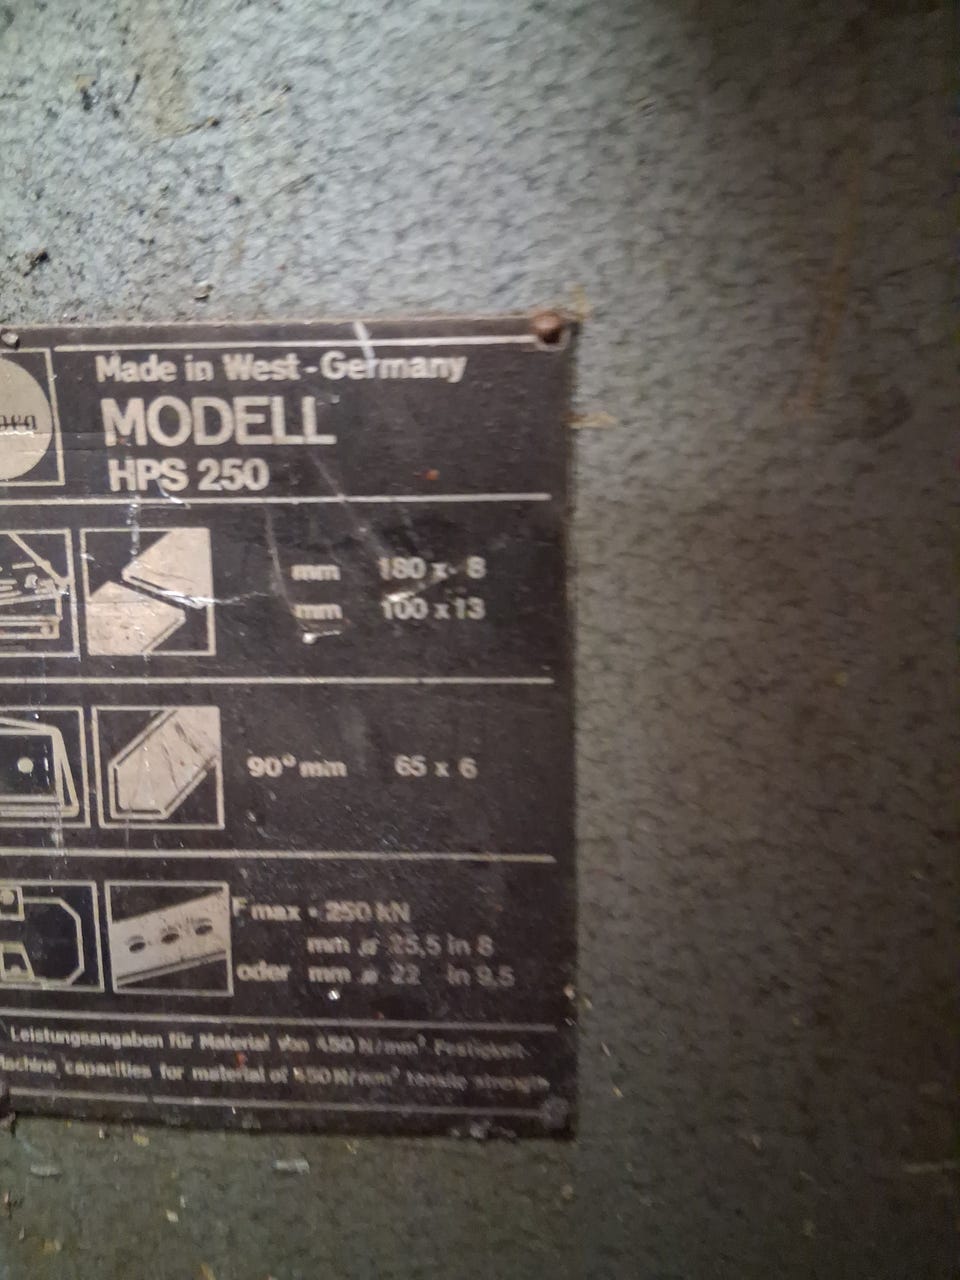 Made in West-Germany
MODELL
HPS 250
mm 180 x 8
mm 100 x 13
90° mm 65 x 6
Fmax = 250 kN
mm ⌀ 25,5 in 8
oder mm ⌀ 22 in 9,5
Leistungsangaben für Material von 450 N/mm² Festigkeit
Machine capacities for material of 450 N/mm² tensile strength